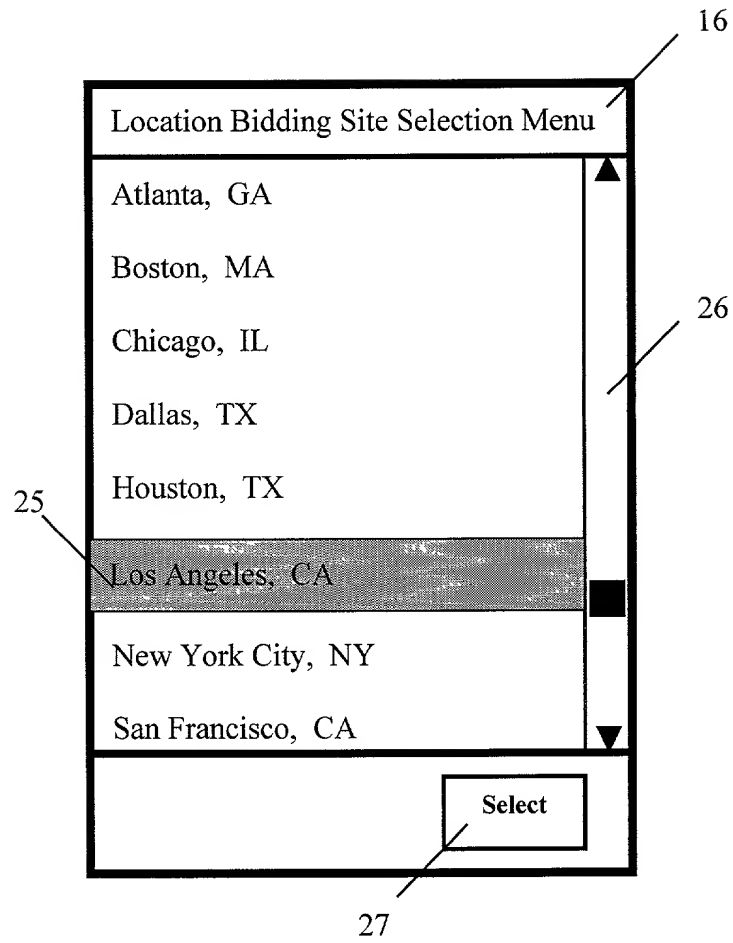 16
Location Bidding Site Selection Menu
Atlanta, GA
Boston, MA
26
Chicago, IL
Dallas, TX
Houston, TX
25
Los Angeles, CA
New York City, NY
San Francisco, CA
Select
27